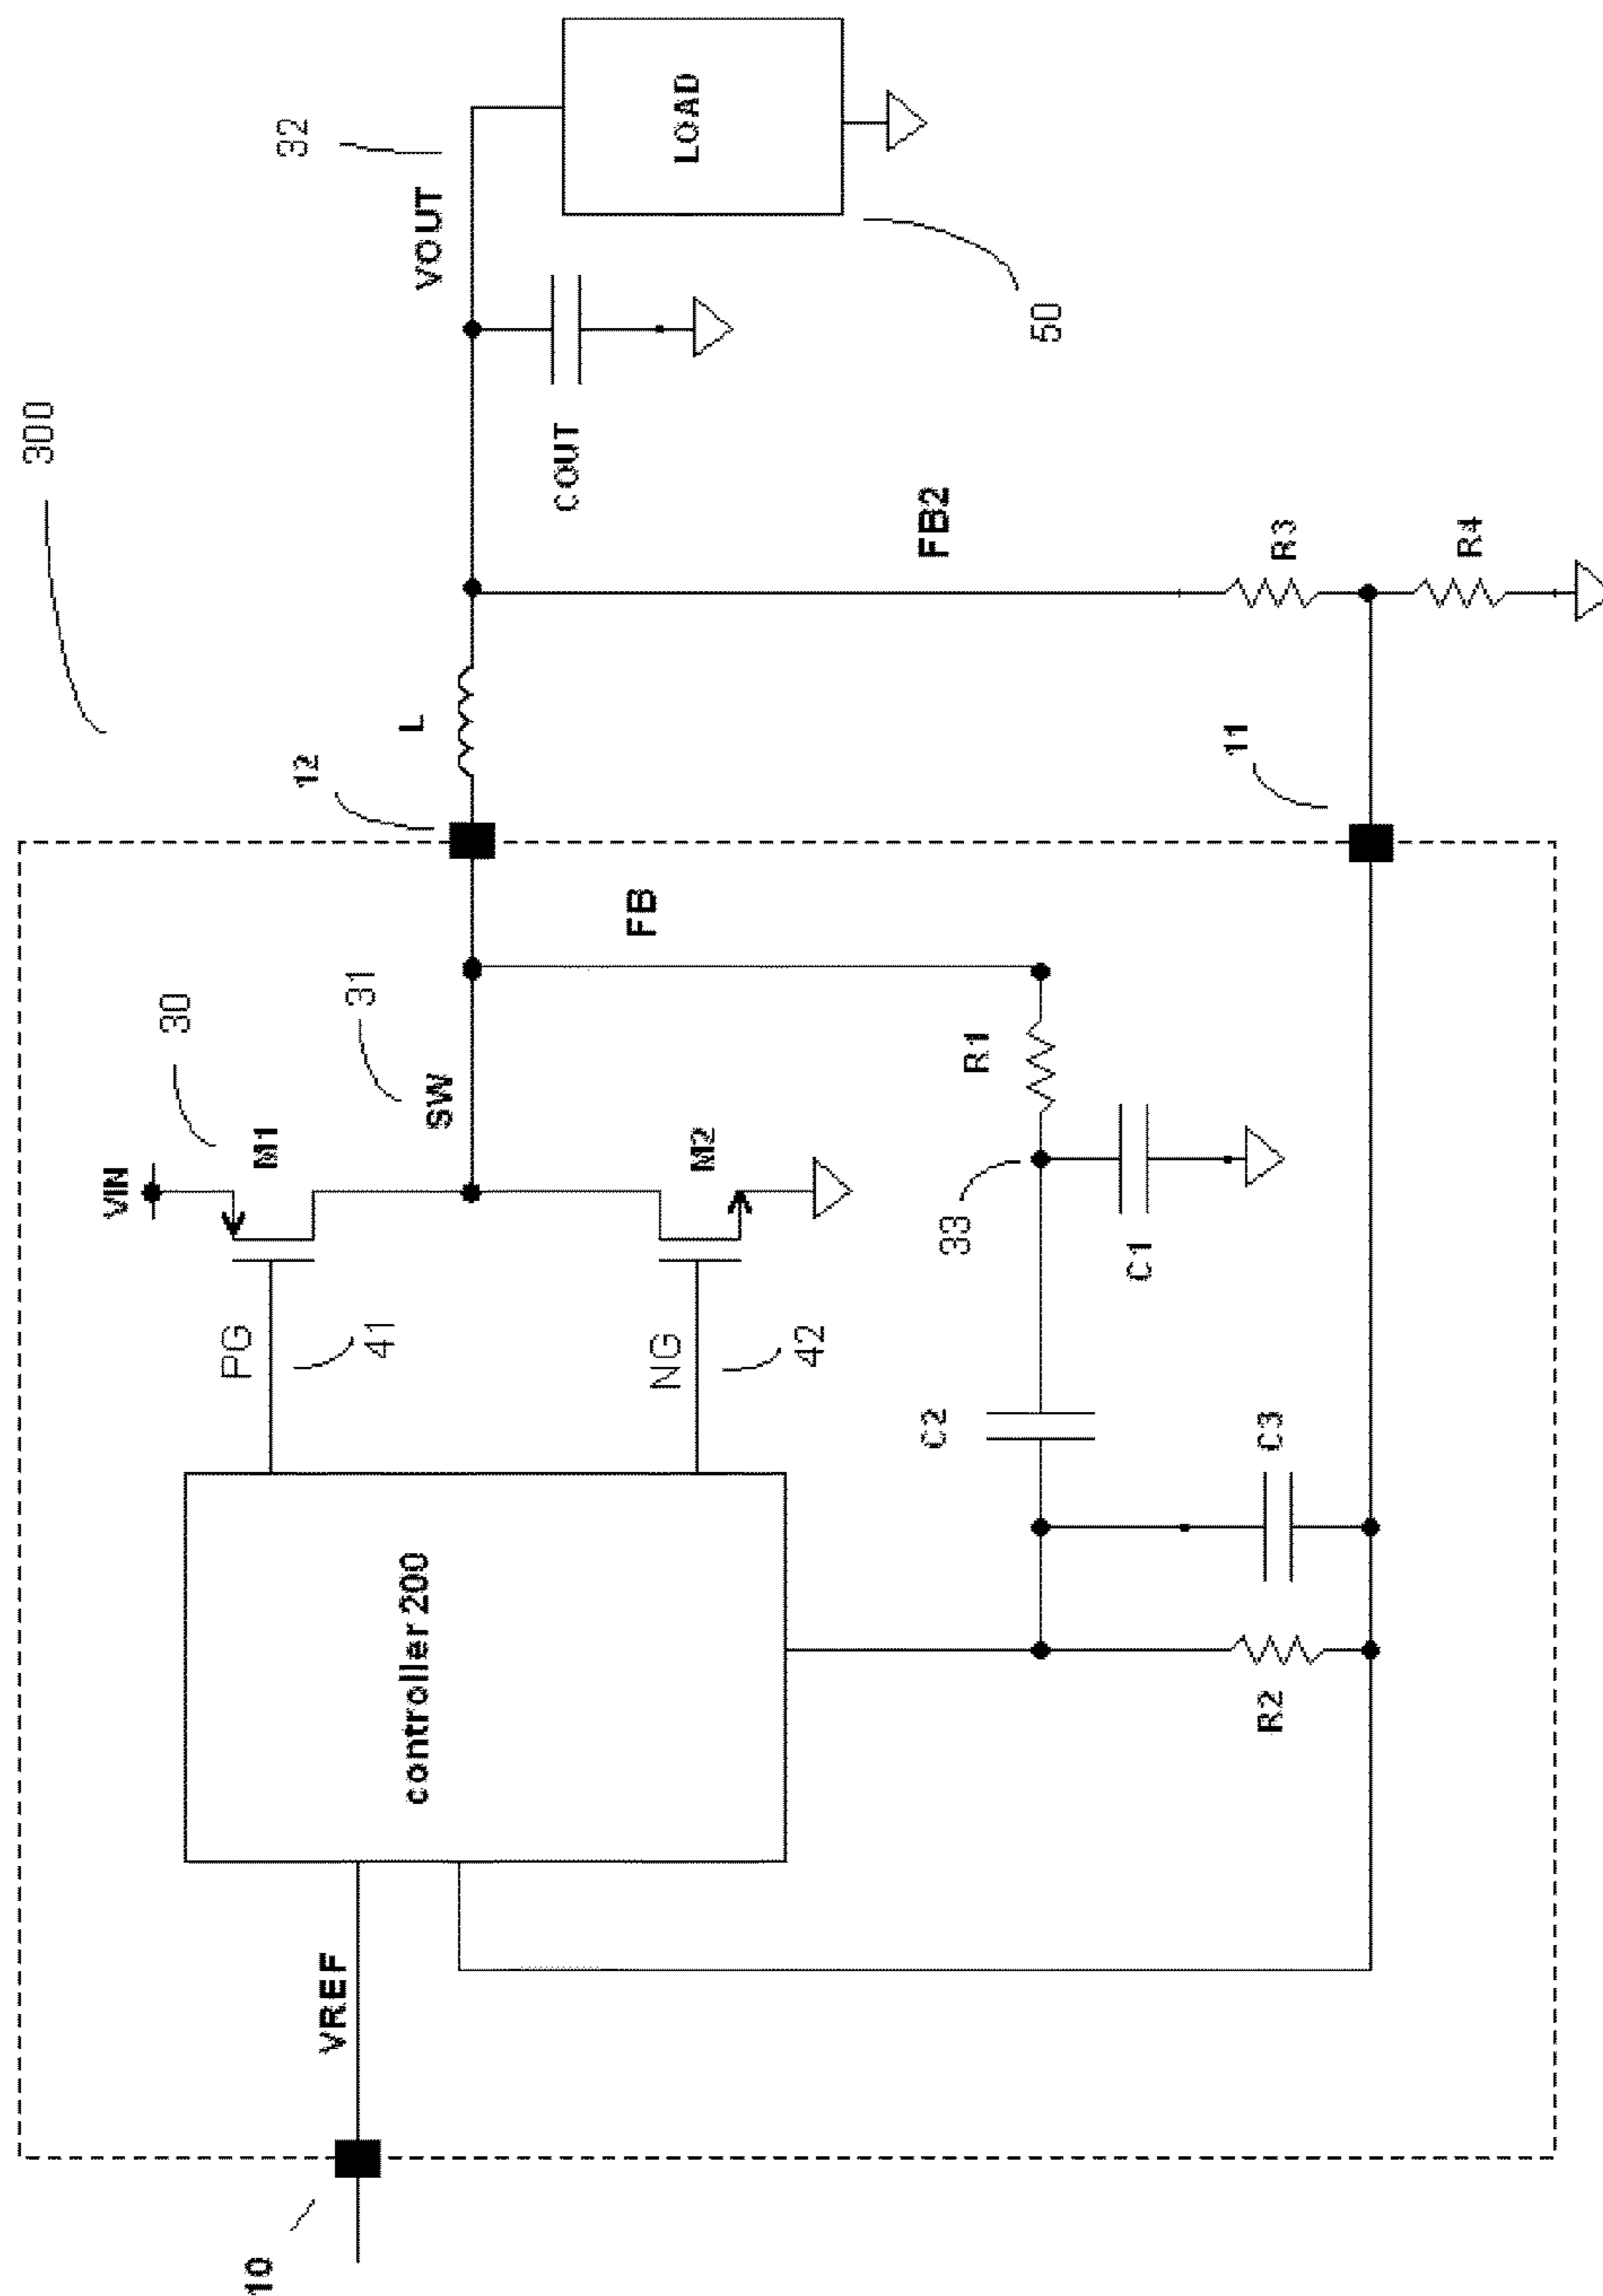 300
VIN
30
M1
PG
41
SW
31
12
L
VOUT
32
LOAD
50
COUT
VREF
10
controller 200
NG
42
M2
FB
FB2
33
R1
C1
C2
C3
R2
11
R3
R4